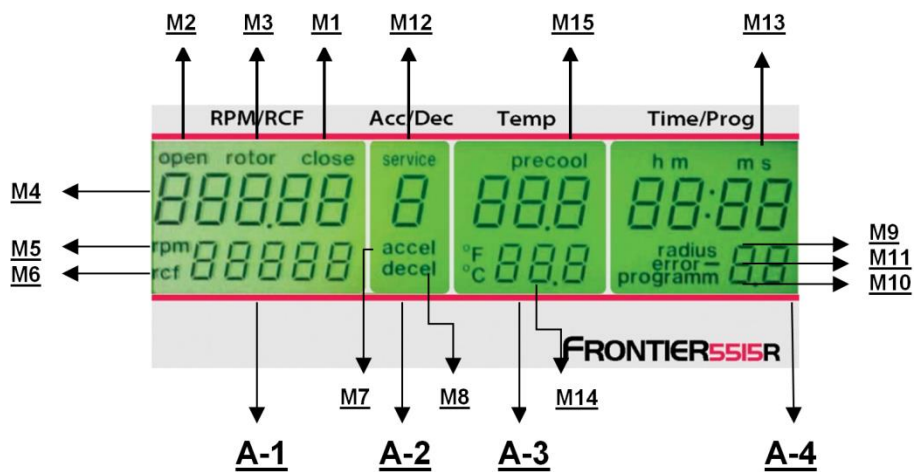 M2 M3 M1 M12 M15 M13
RPM/RCF Acc/Dec Temp Time/Prog
open rotor close service precool h m m s
M4 888.88 8 88.8 88:88
M5 rpm 88888 accel °F 88.8 radius 8.8 M9
M6 rcf decel °C error – M11
programm M10
FRONTIER5515R
M7 M8 M14
A-1 A-2 A-3 A-4